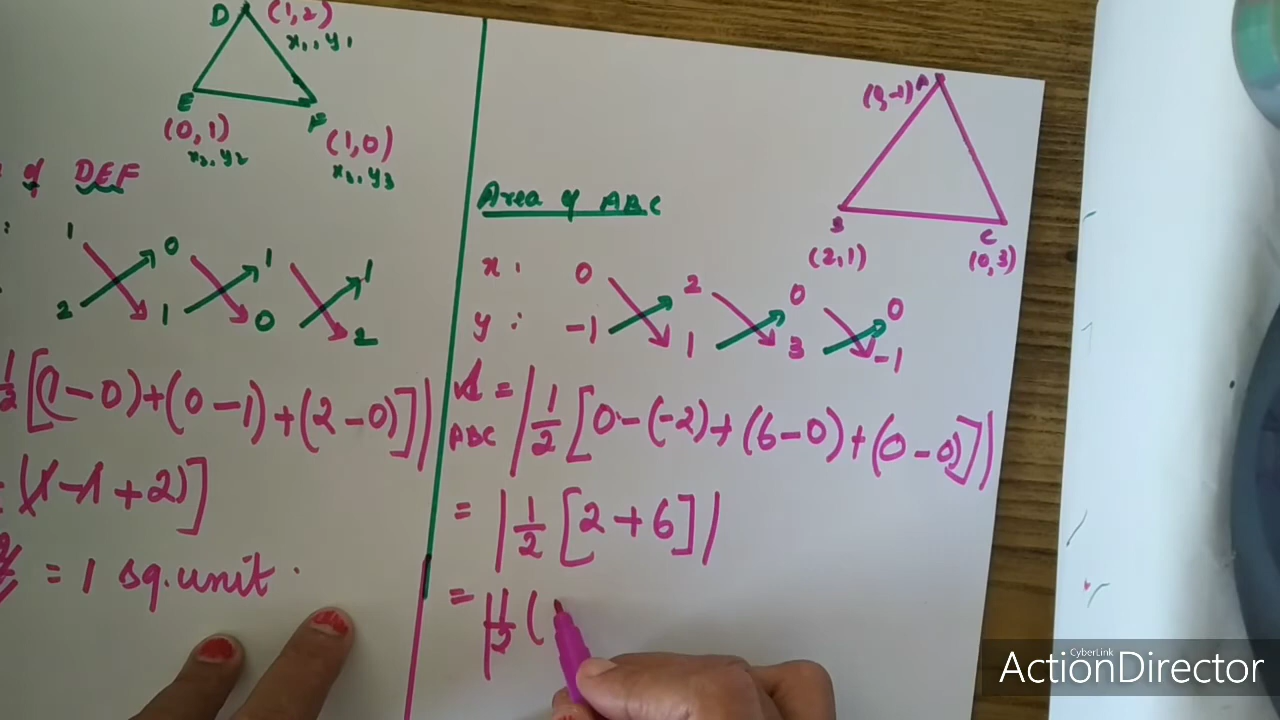 D (1,2)
x₁, y₁
E F
(0,1) (1,0)
x₂, y₂ x₃, y₃
of DEF
: 1 0 1 1
2 1 0 2
1/2 [(1-0)+(0-1)+(2-0)]|
(1-1+2)]
= 1 sq.unit.
A
B C
(2,1) (0,3)
Area of ABC
x : 0 2 0 0
y : -1 1 3 -1
ABC = |1/2 [0-(-2)+(6-0)+(0-0)]|
= |1/2 [2+6]|
= |1/2 (
CyberLink
ActionDirector